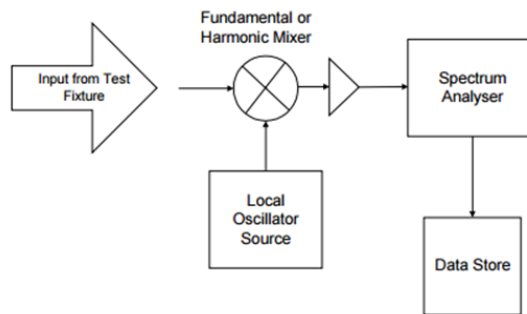 Fundamental or
Harmonic Mixer
Input from Test
Fixture
Spectrum
Analyser
Local
Oscillator
Source
Data Store